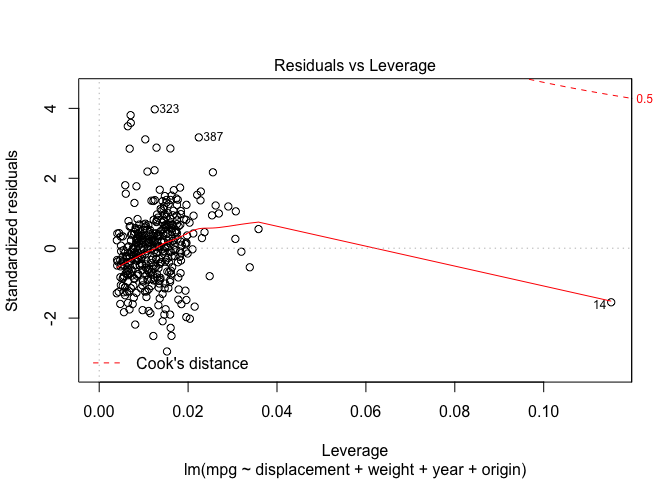 Residuals vs Leverage
0.5
323
387
14
Cook's distance
Standardized residuals
4
2
0
-2
0.00 0.02 0.04 0.06 0.08 0.10
Leverage
lm(mpg ~ displacement + weight + year + origin)